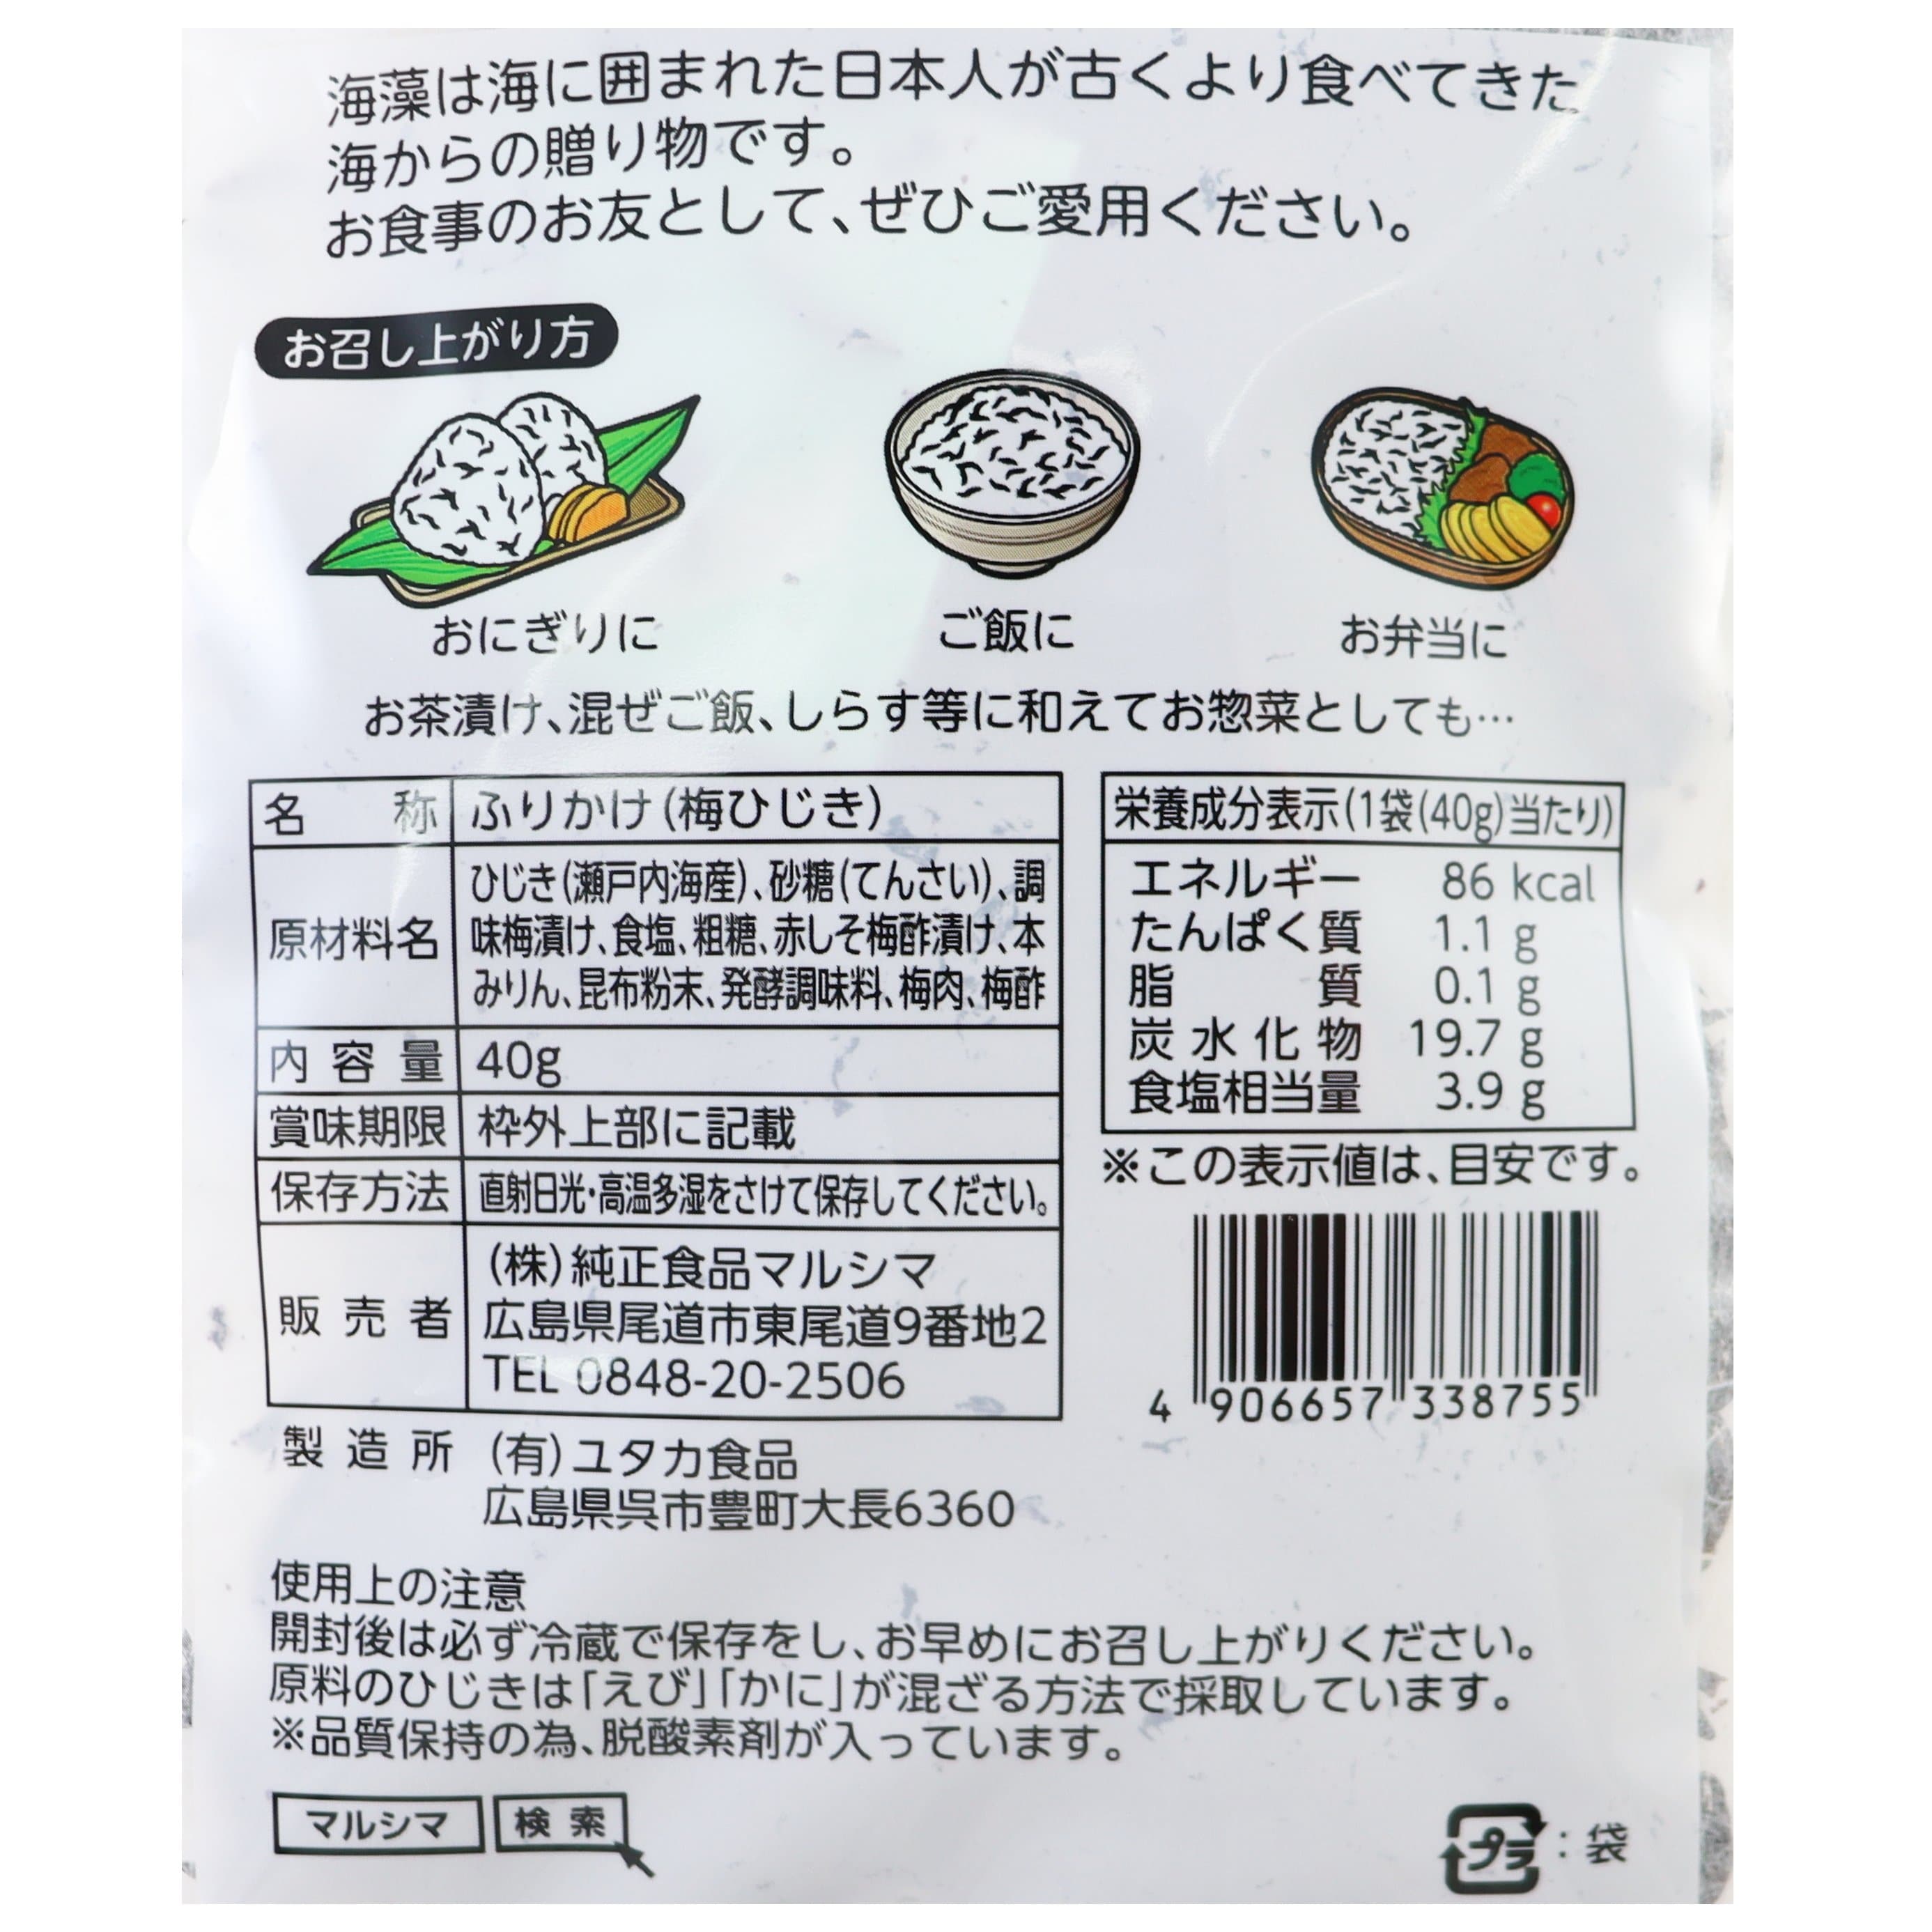 海藻は海に囲まれた日本人が古くより食べてきた
海からの贈り物です。
お食事のお友として、ぜひご愛用ください。
お召し上がり方
おにぎりに
ご飯に
お弁当に
お茶漬け、混ぜご飯、しらす等に和えてお惣菜としても…
名 称 ふりかけ(梅ひじき)
原材料名 ひじき(瀬戸内海産)、砂糖(てんさい)、調
味梅漬け、食塩、粗糖、赤しそ梅酢漬け、本
みりん、昆布粉末、発酵調味料、梅肉、梅酢
内容量 40g
賞味期限 枠外上部に記載
保存方法 直射日光・高温多湿をさけて保存してください。
販売者 (株)純正食品マルシマ
広島県尾道市東尾道9番地2
TEL 0848-20-2506
製造所 (有)ユタカ食品
広島県呉市豊町大長6360
栄養成分表示(1袋(40g)当たり)
エネルギー 86 kcal
たんぱく質 1.1 g
脂質 0.1 g
炭水化物 19.7 g
食塩相当量 3.9 g
※この表示値は、目安です。
4 906657 338755
使用上の注意
開封後は必ず冷蔵で保存をし、お早めにお召し上がりください。
原料のひじきは「えび」「かに」が混ざる方法で採取しています。
※品質保持の為、脱酸素剤が入っています。
マルシマ 検索
プラ:袋